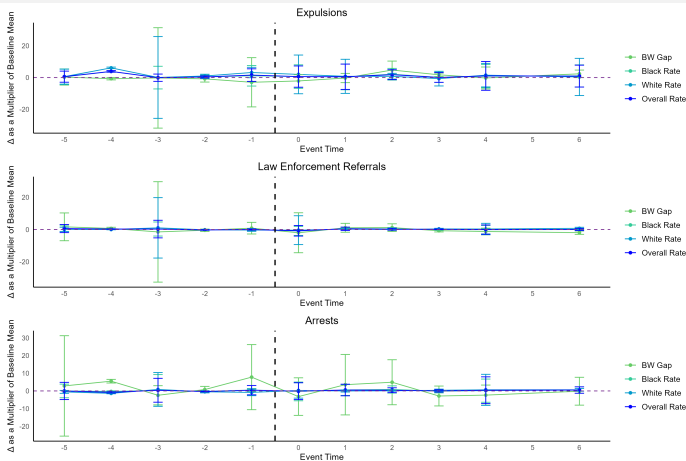 Expulsions
Δ as a Multiplier of Baseline Mean
20
0
-20
-5 -4 -3 -2 -1 0 1 2 3 4 5 6
Event Time
BW Gap
Black Rate
White Rate
Overall Rate
Law Enforcement Referrals
Δ as a Multiplier of Baseline Mean
20
0
-20
-5 -4 -3 -2 -1 0 1 2 3 4 5 6
Event Time
BW Gap
Black Rate
White Rate
Overall Rate
Arrests
Δ as a Multiplier of Baseline Mean
30
20
10
0
-10
-20
-5 -4 -3 -2 -1 0 1 2 3 4 5 6
Event Time
BW Gap
Black Rate
White Rate
Overall Rate